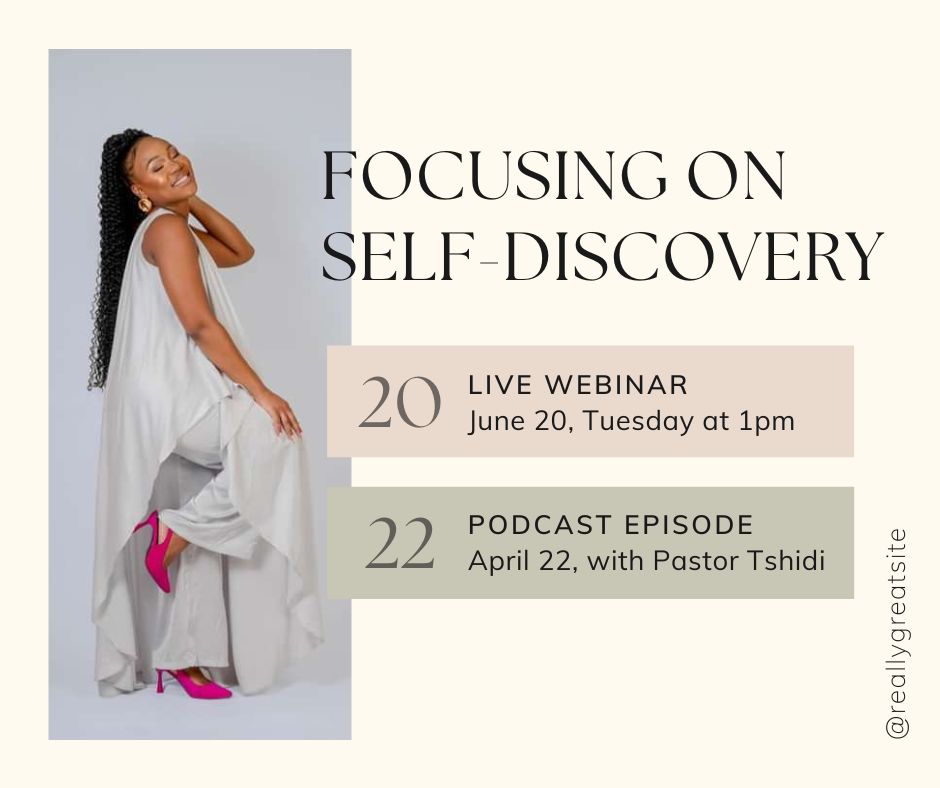 FOCUSING ON
SELF-DISCOVERY
20
LIVE WEBINAR
June 20, Tuesday at 1pm
22
PODCAST EPISODE
April 22, with Pastor Tshidi
@reallygreatsite